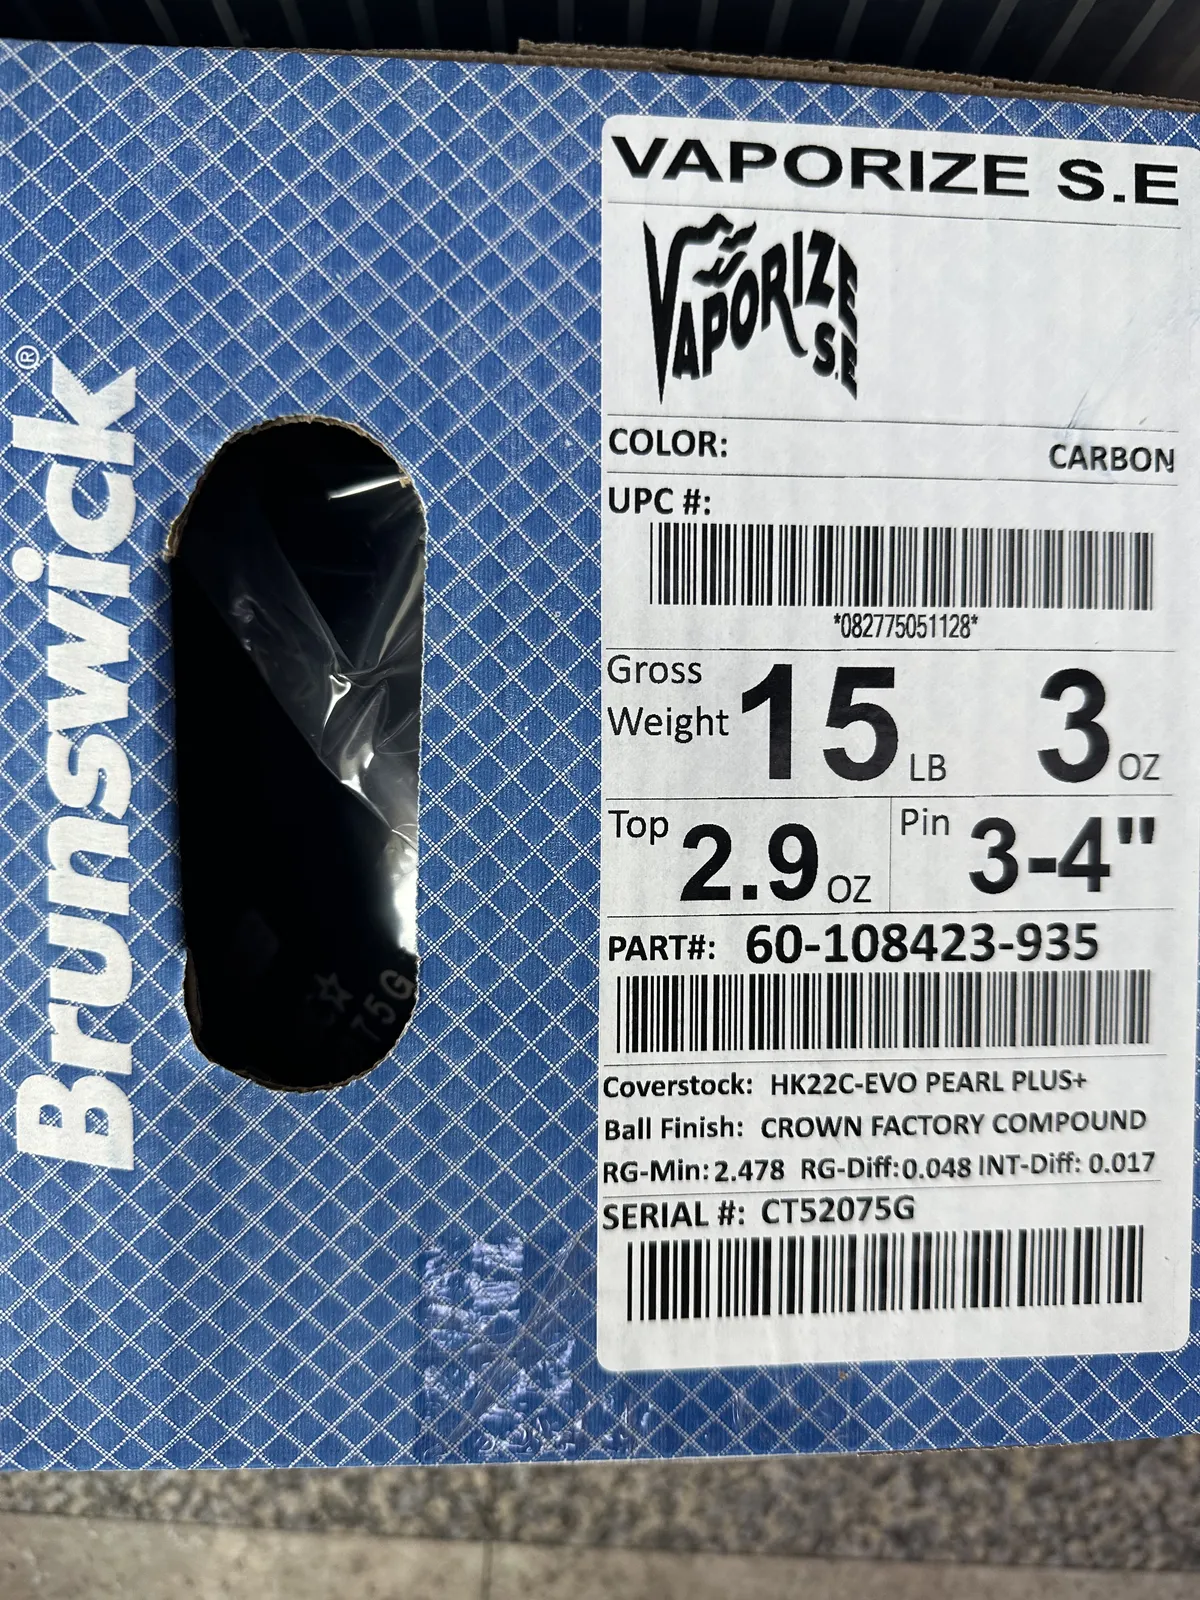 VAPORIZE S.E
VAPORIZE
S.E
COLOR: CARBON
UPC #:
*082775051128*
Gross Weight 15 LB 3 OZ
Top 2.9 OZ Pin 3-4"
PART#: 60-108423-935
Coverstock: HK22C-EVO PEARL PLUS+
Ball Finish: CROWN FACTORY COMPOUND
RG-Min: 2.478 RG-Diff: 0.048 INT-Diff: 0.017
SERIAL #: CT52075G
Brunswick®
75G